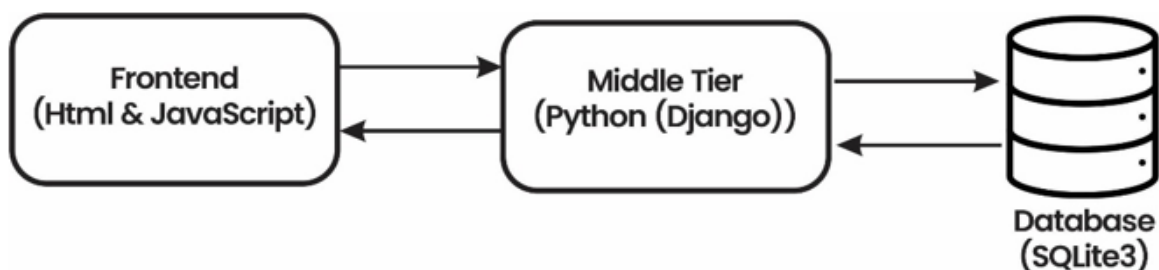 Frontend
(Html & JavaScript)
Middle Tier
(Python (Django))
Database
(SQLite3)